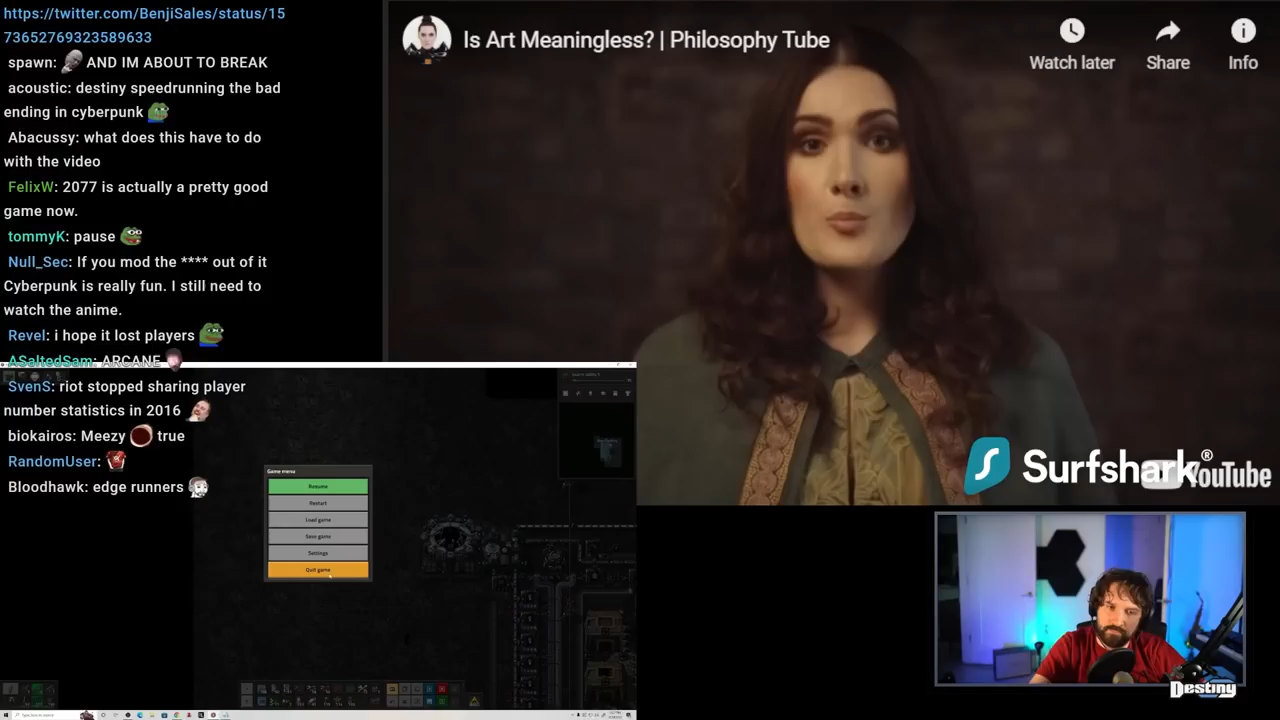 https://twitter.com/BenjiSales/status/15
73652769323589633
spawn: AND IM ABOUT TO BREAK
acoustic: destiny speedrunning the bad
ending in cyberpunk
Abacussy: what does this have to do
with the video
FelixW: 2077 is actually a pretty good
game now.
tommyK: pause
Null_Sec: If you mod the **** out of it
Cyberpunk is really fun. I still need to
watch the anime.
Revel: i hope it lost players
ASaltedSam: ARCANE
SvenS: riot stopped sharing player
number statistics in 2016
biokairos: Meezy true
RandomUser:
Bloodhawk: edge runners
Is Art Meaningless? | Philosophy Tube
Watch later
Share
Info
Surfshark®
YouTube
Game menu
Resume
Restart
Load game
Save game
Settings
Quit game
Destiny